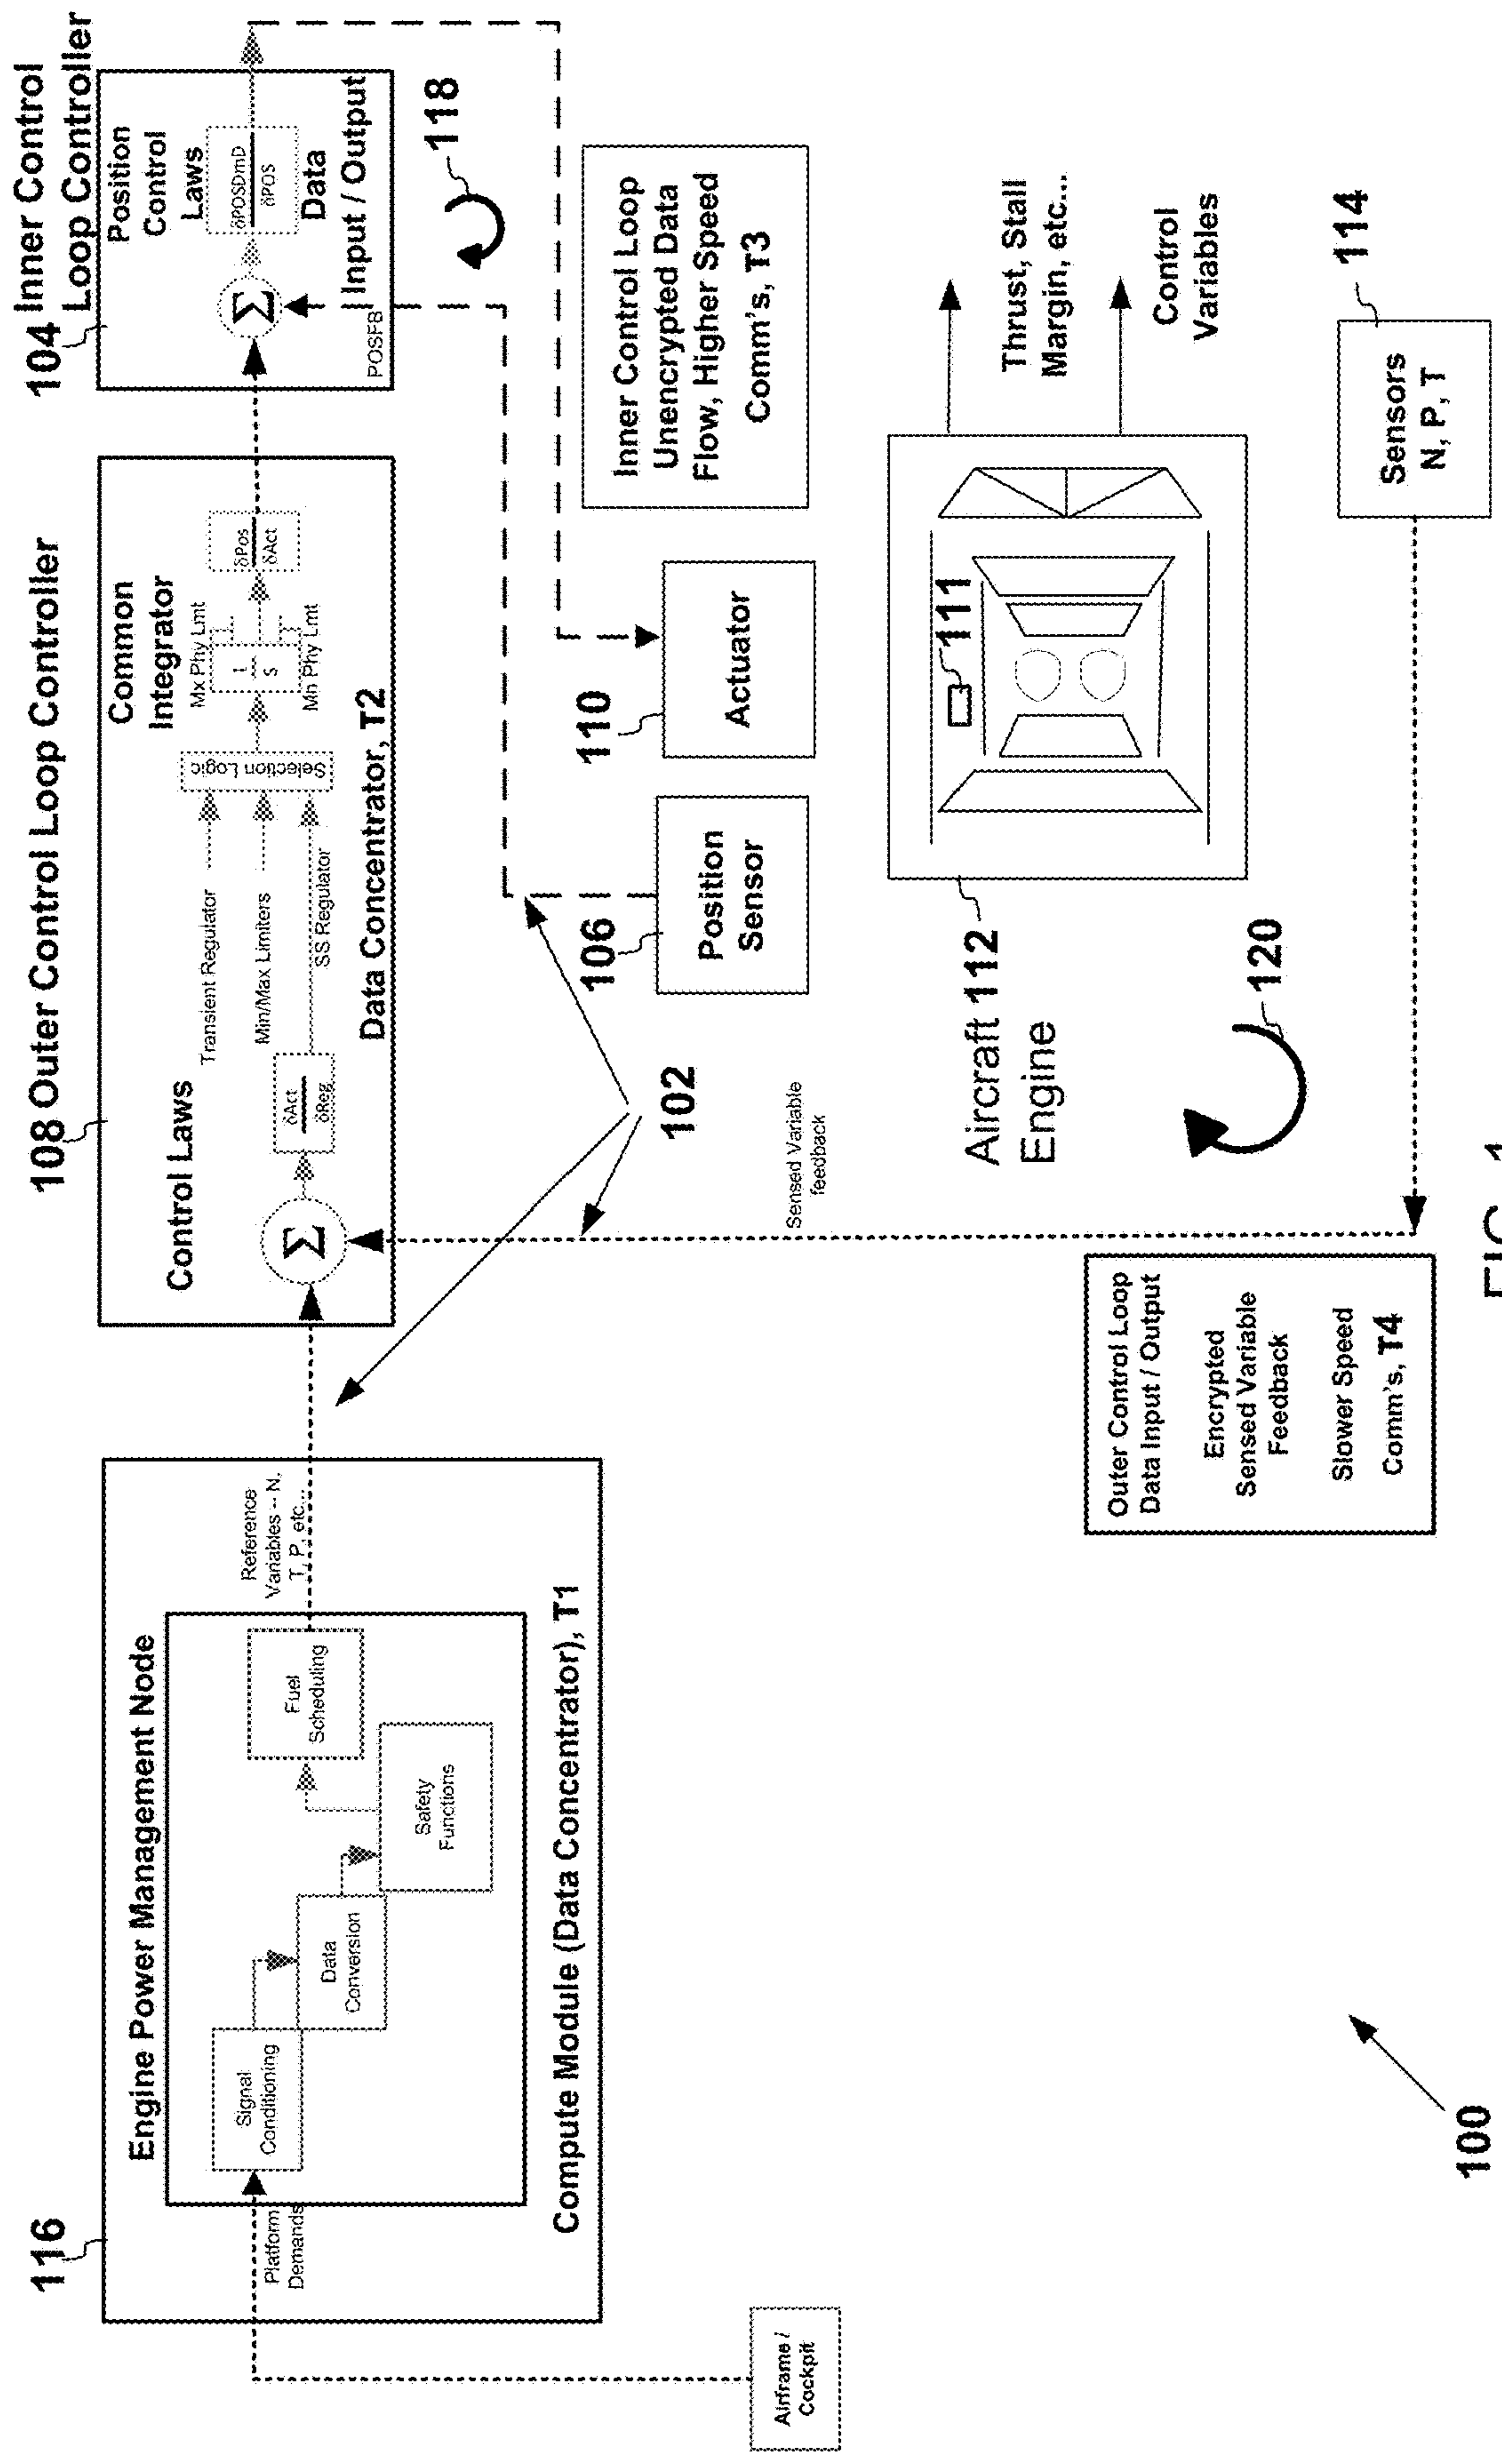 116
Engine Power Management Node
Platform
Demands
Signal
Conditioning
Data
Conversion
Safety
Functions
Fuel
Scheduling
Reference
Variables -- N,
T, P, etc...
Compute Module (Data Concentrator), T1
Airframe /
Cockpit
108 Outer Control Loop Controller
Control Laws
Σ
δAct
δReg
Transient Regulator
Min/Max Limiters
SS Regulator
Selection Logic
Common
Integrator
Mx Phy Lmt
1
S
Mn Phy Lmt
δPos
δAct
Data Concentrator, T2
104 Inner Control
Loop Controller
Position
Control
Laws
Σ
δPOSDmD
δPOS
Data
Input / Output
POSFB
118
102
106
Position
Sensor
110
Actuator
Inner Control Loop
Unencrypted Data
Flow, Higher Speed
Comm's, T3
Sensed Variable
feedback
Aircraft 112
Engine
111
Thrust, Stall
Margin, etc...
Control
Variables
120
114
Sensors
N, P, T
Outer Control Loop
Data Input / Output
Encrypted
Sensed Variable
Feedback
Slower Speed
Comm's, T4
100
FIG. 1